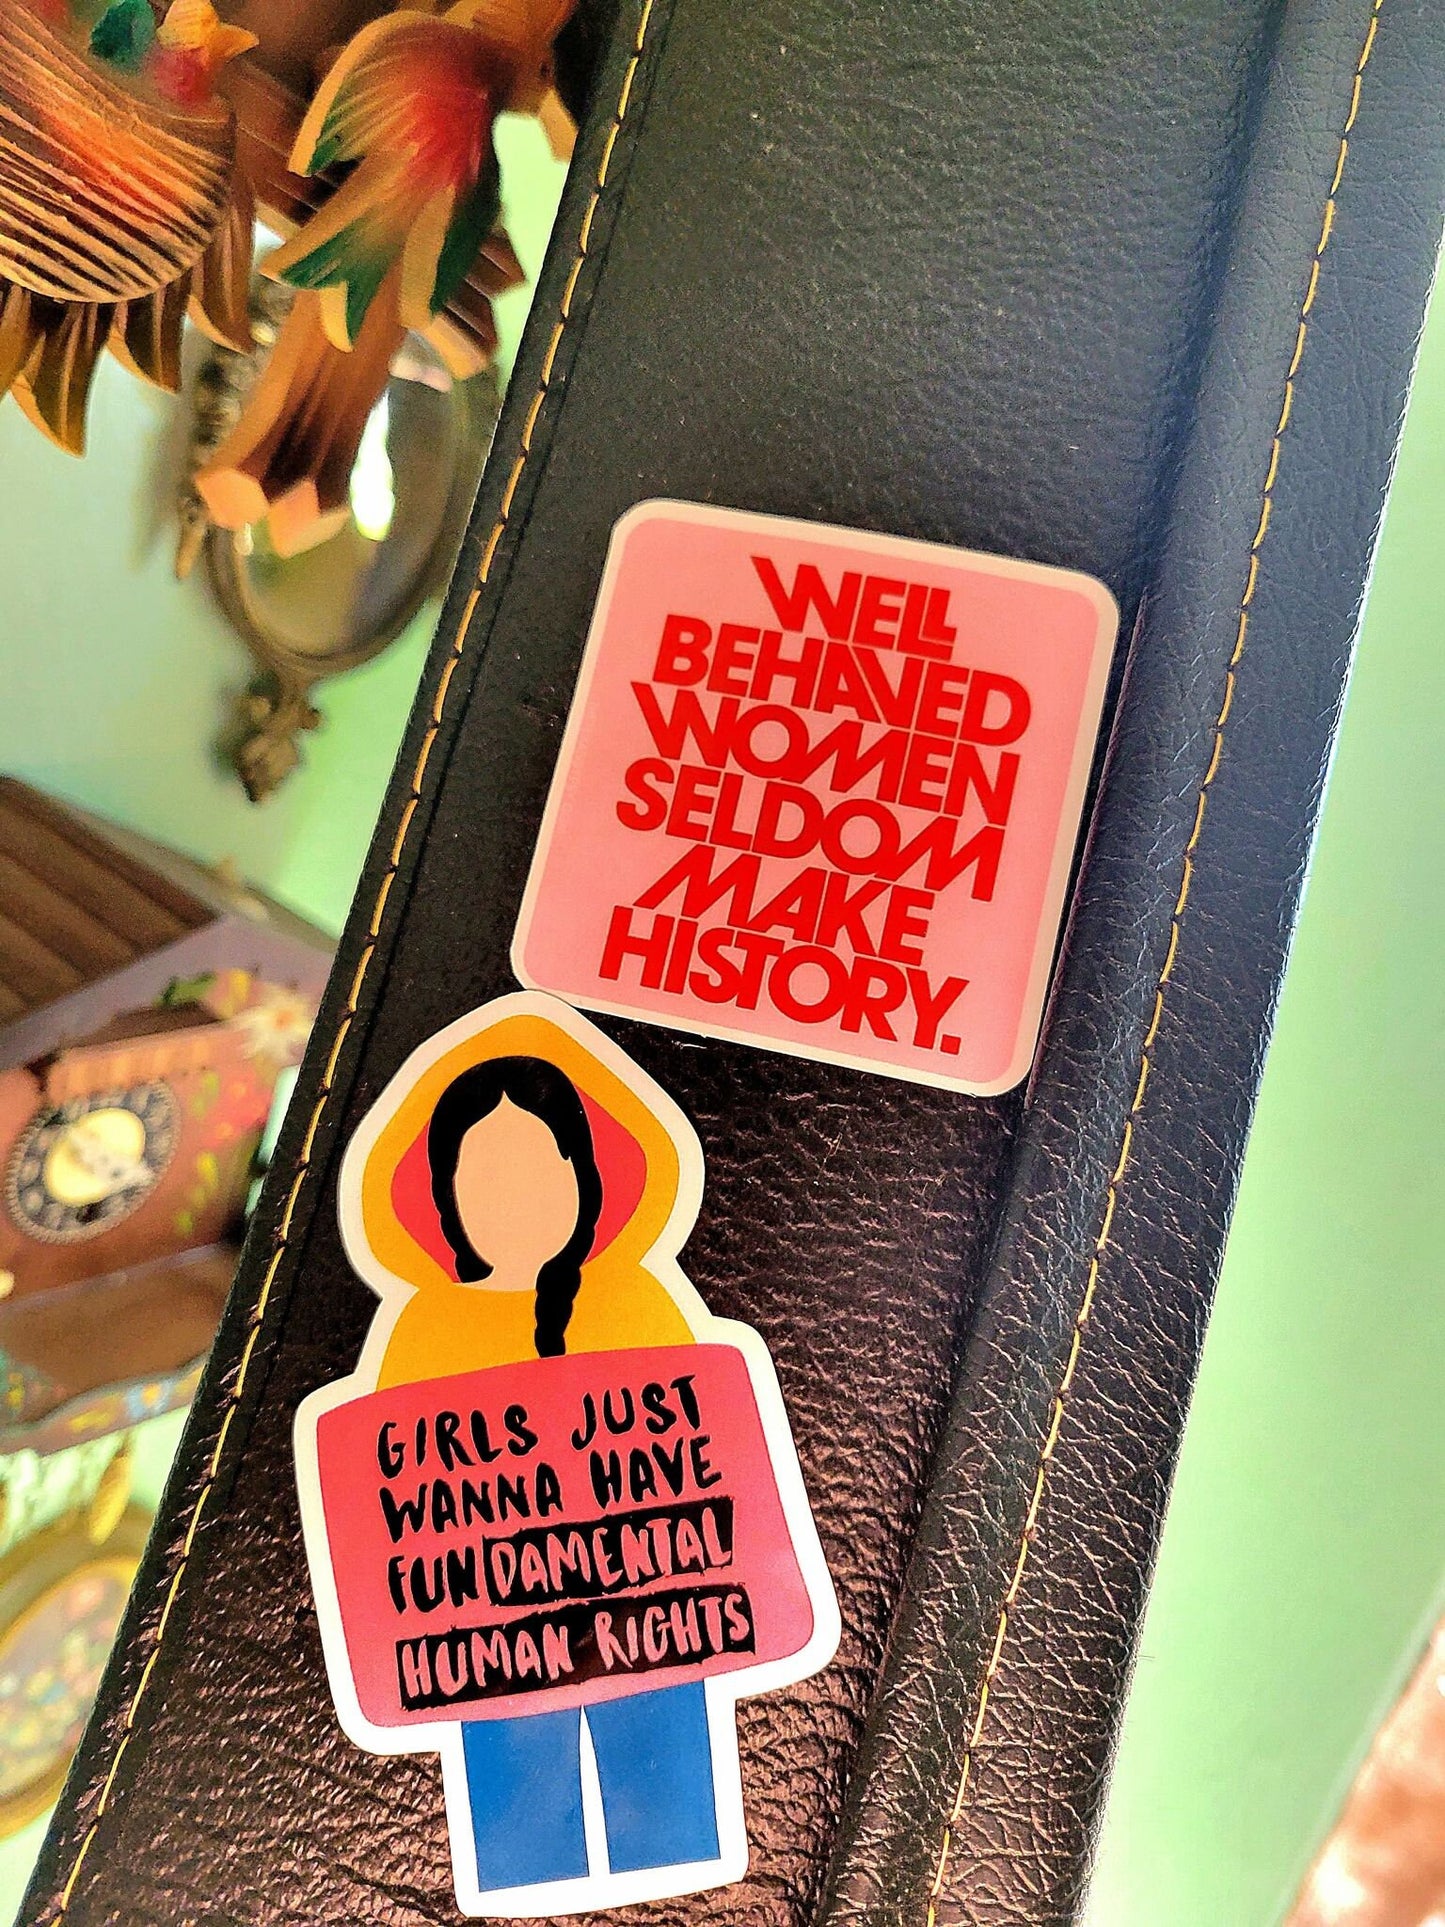 WELL
BEHAVED
WOMEN
SELDOM
MAKE
HISTORY.
GIRLS JUST
WANNA HAVE
FUNDAMENTAL
HUMAN RIGHTS